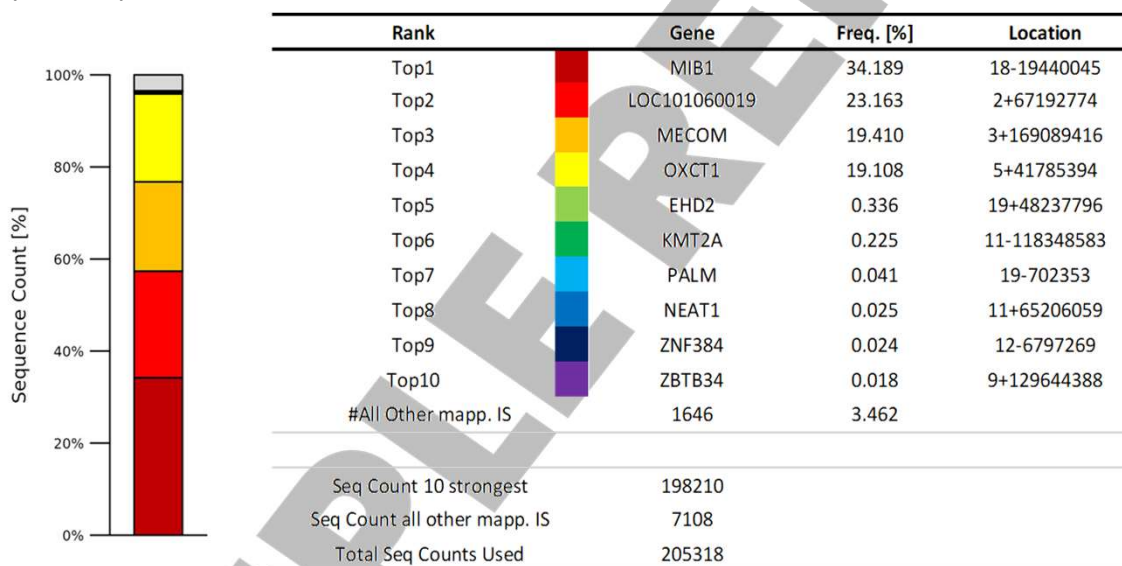 Rank Gene Freq. [%] Location
Top1 MIB1 34.189 18-19440045
Top2 LOC101060019 23.163 2+67192774
Top3 MECOM 19.410 3+169089416
Top4 OXCT1 19.108 5+41785394
Top5 EHD2 0.336 19+48237796
Top6 KMT2A 0.225 11-118348583
Top7 PALM 0.041 19-702353
Top8 NEAT1 0.025 11+65206059
Top9 ZNF384 0.024 12-6797269
Top10 ZBTB34 0.018 9+129644388
#All Other mapp. IS 1646 3.462
Seq Count 10 strongest 198210
Seq Count all other mapp. IS 7108
Total Seq Counts Used 205318
Sequence Count [%]
100%
80%
60%
40%
20%
0%